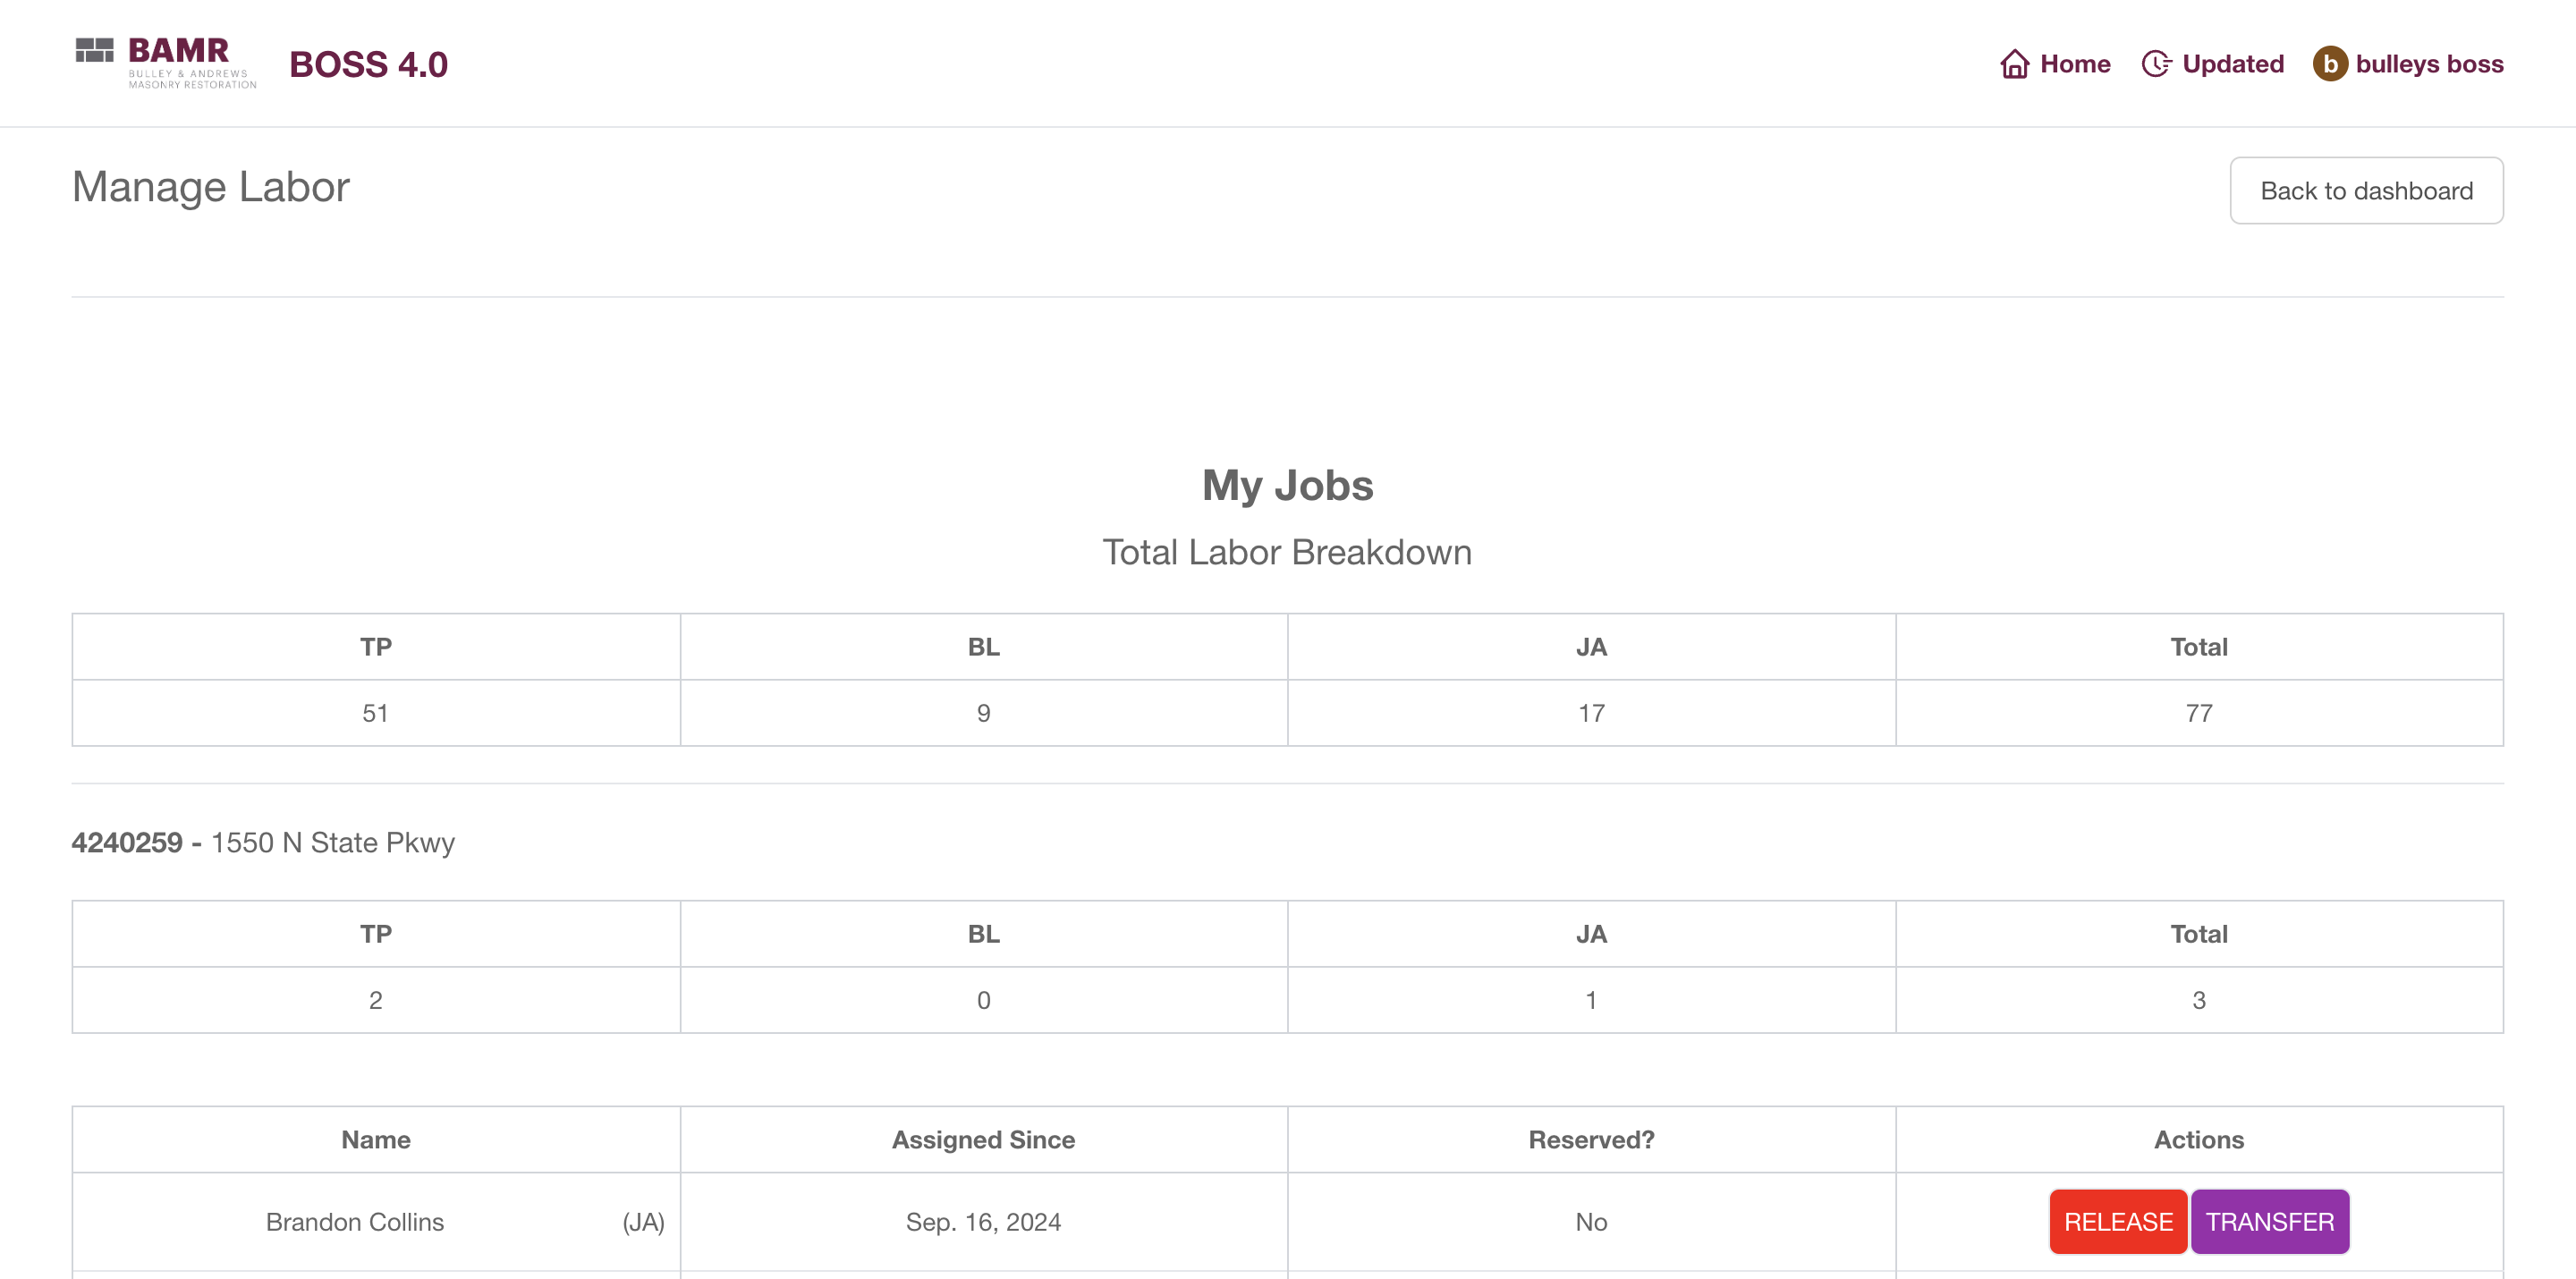 BAMR
BULLEY & ANDREWS
MASONRY RESTORATION
BOSS 4.0
Home
Updated
b
bulleys boss
Manage Labor
Back to dashboard
My Jobs
Total Labor Breakdown
TP BL JA Total
51 9 17 77
4240259 - 1550 N State Pkwy
TP BL JA Total
2 0 1 3
Name Assigned Since Reserved? Actions
Brandon Collins (JA) Sep. 16, 2024 No RELEASE TRANSFER